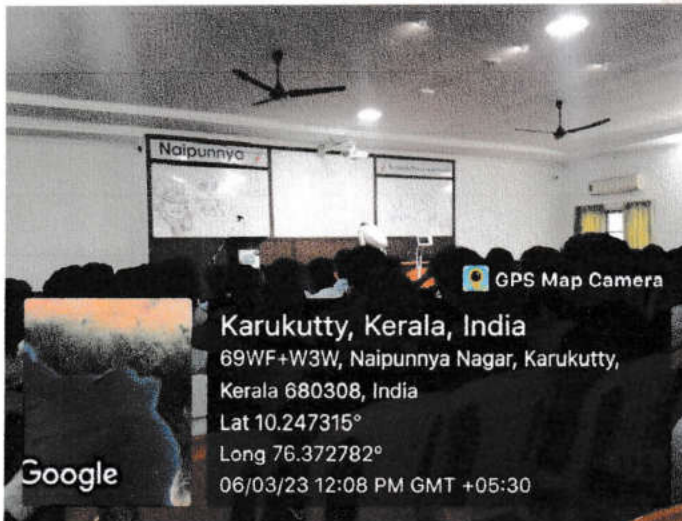 Naipunnya
GPS Map Camera
Karukutty, Kerala, India
69WF+W3W, Naipunnya Nagar, Karukutty,
Kerala 680308, India
Lat 10.247315°
Long 76.372782°
06/03/23 12:08 PM GMT +05:30
Google